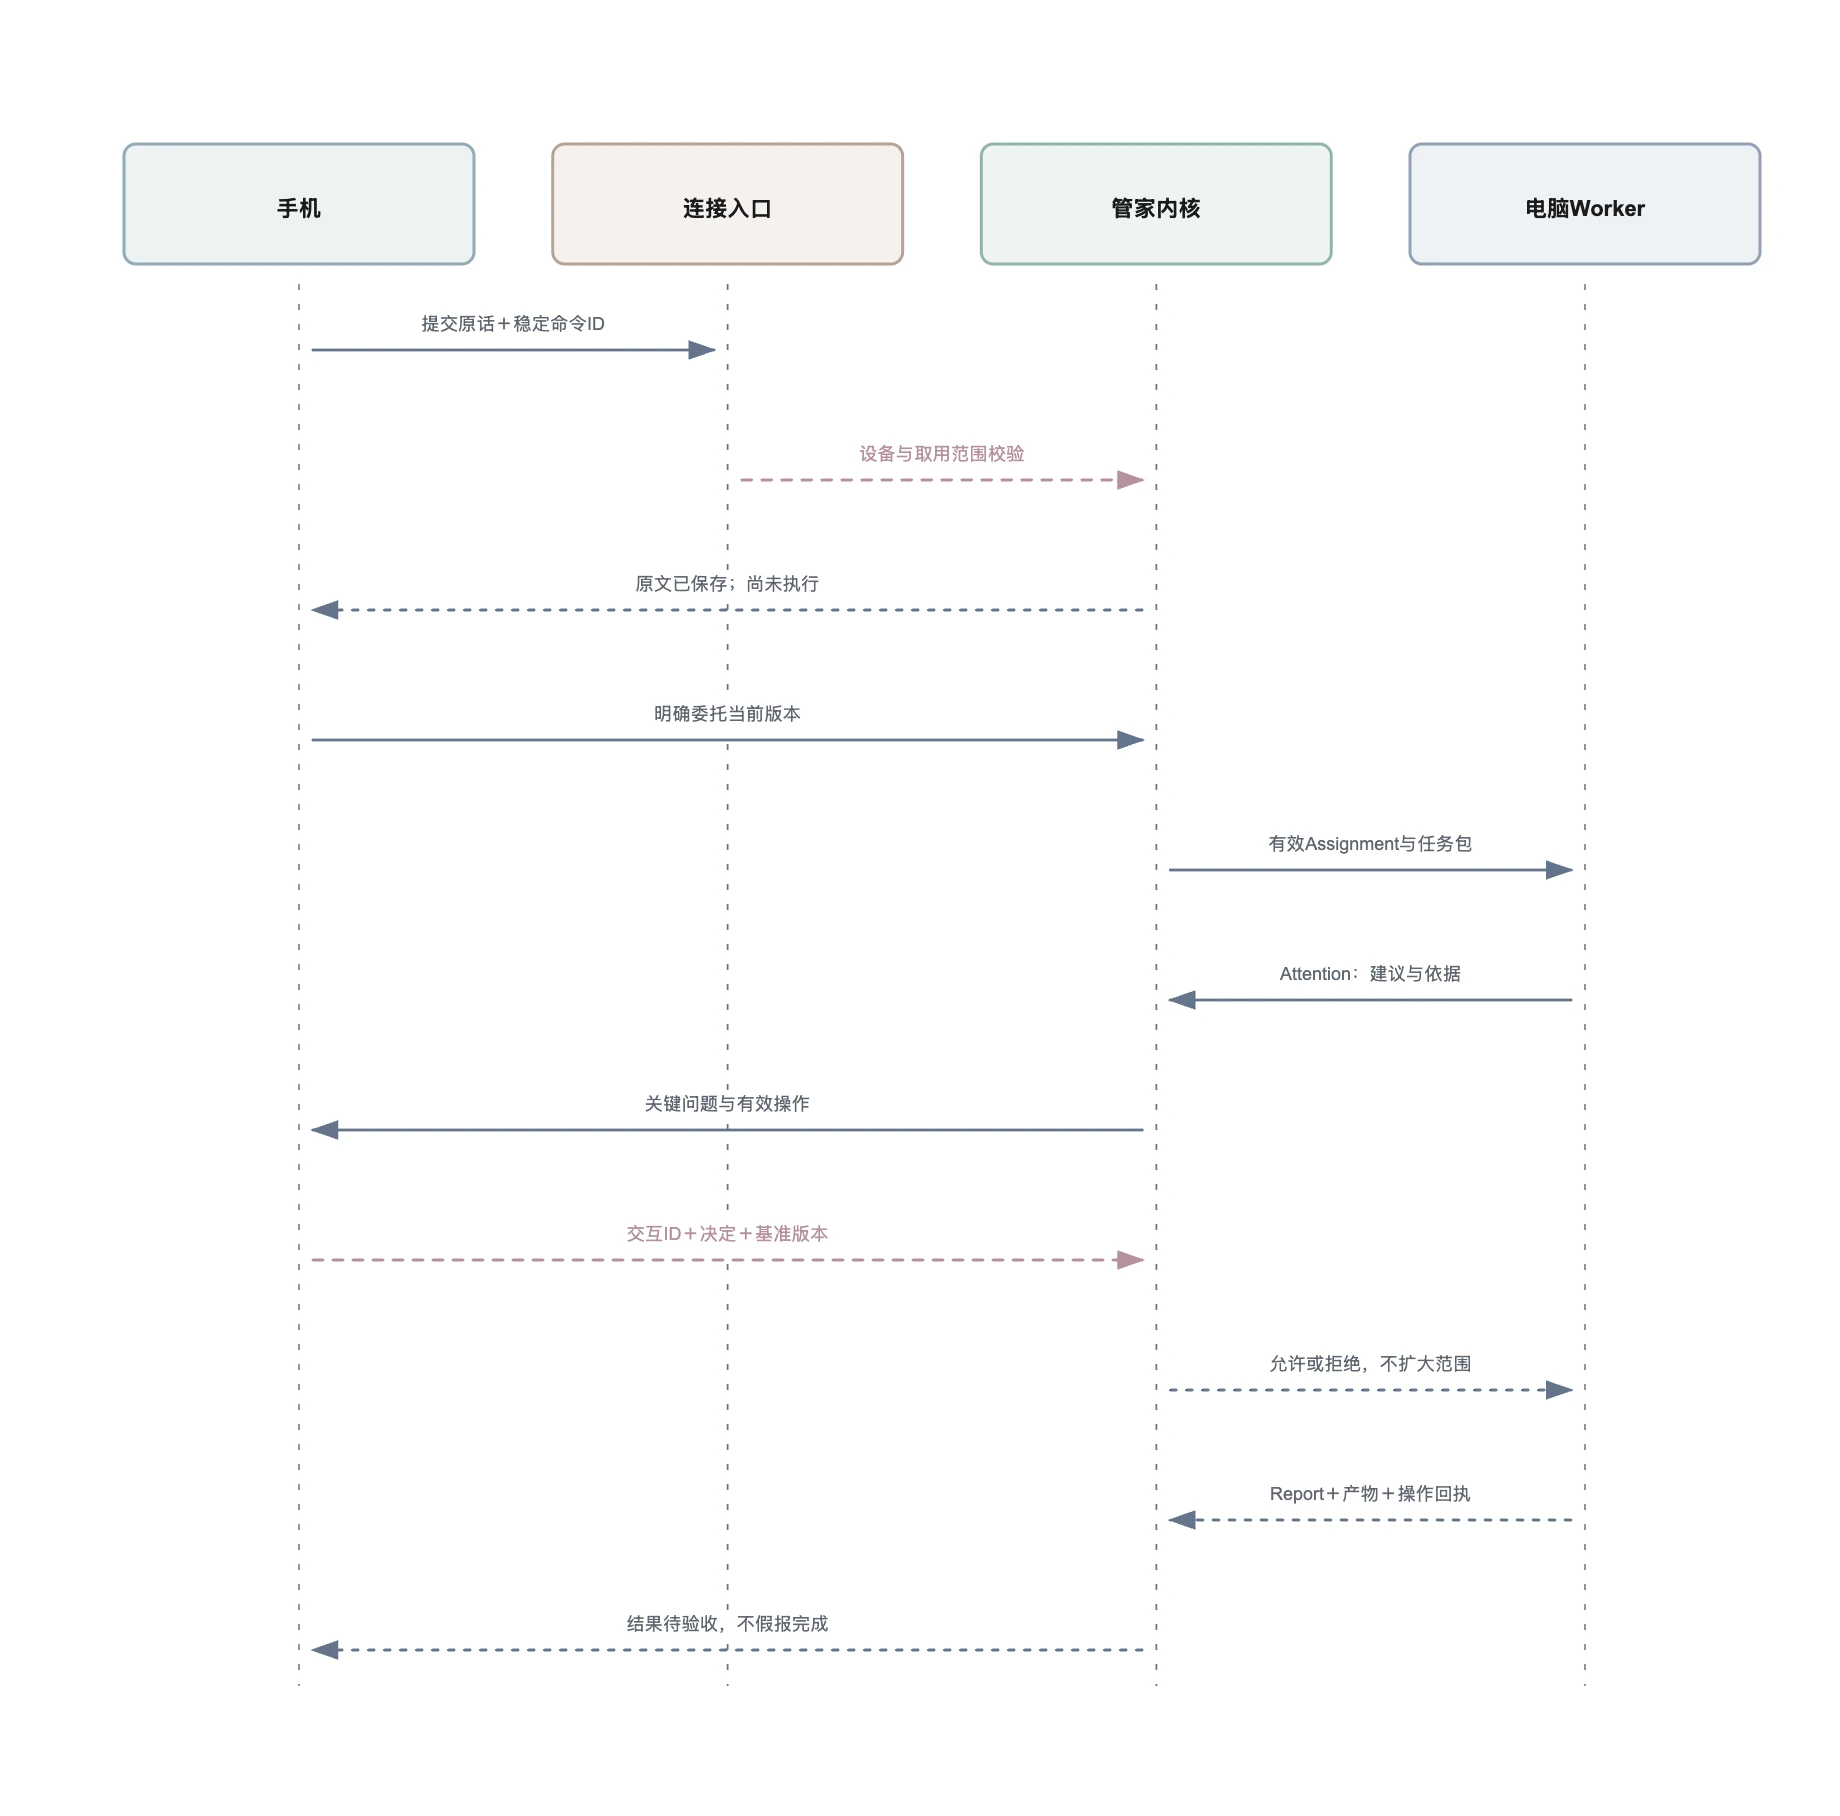 手机
连接入口
管家内核
电脑Worker
提交原话＋稳定命令ID
设备与取用范围校验
原文已保存；尚未执行
明确委托当前版本
有效Assignment与任务包
Attention：建议与依据
关键问题与有效操作
交互ID＋决定＋基准版本
允许或拒绝，不扩大范围
Report＋产物＋操作回执
结果待验收，不假报完成